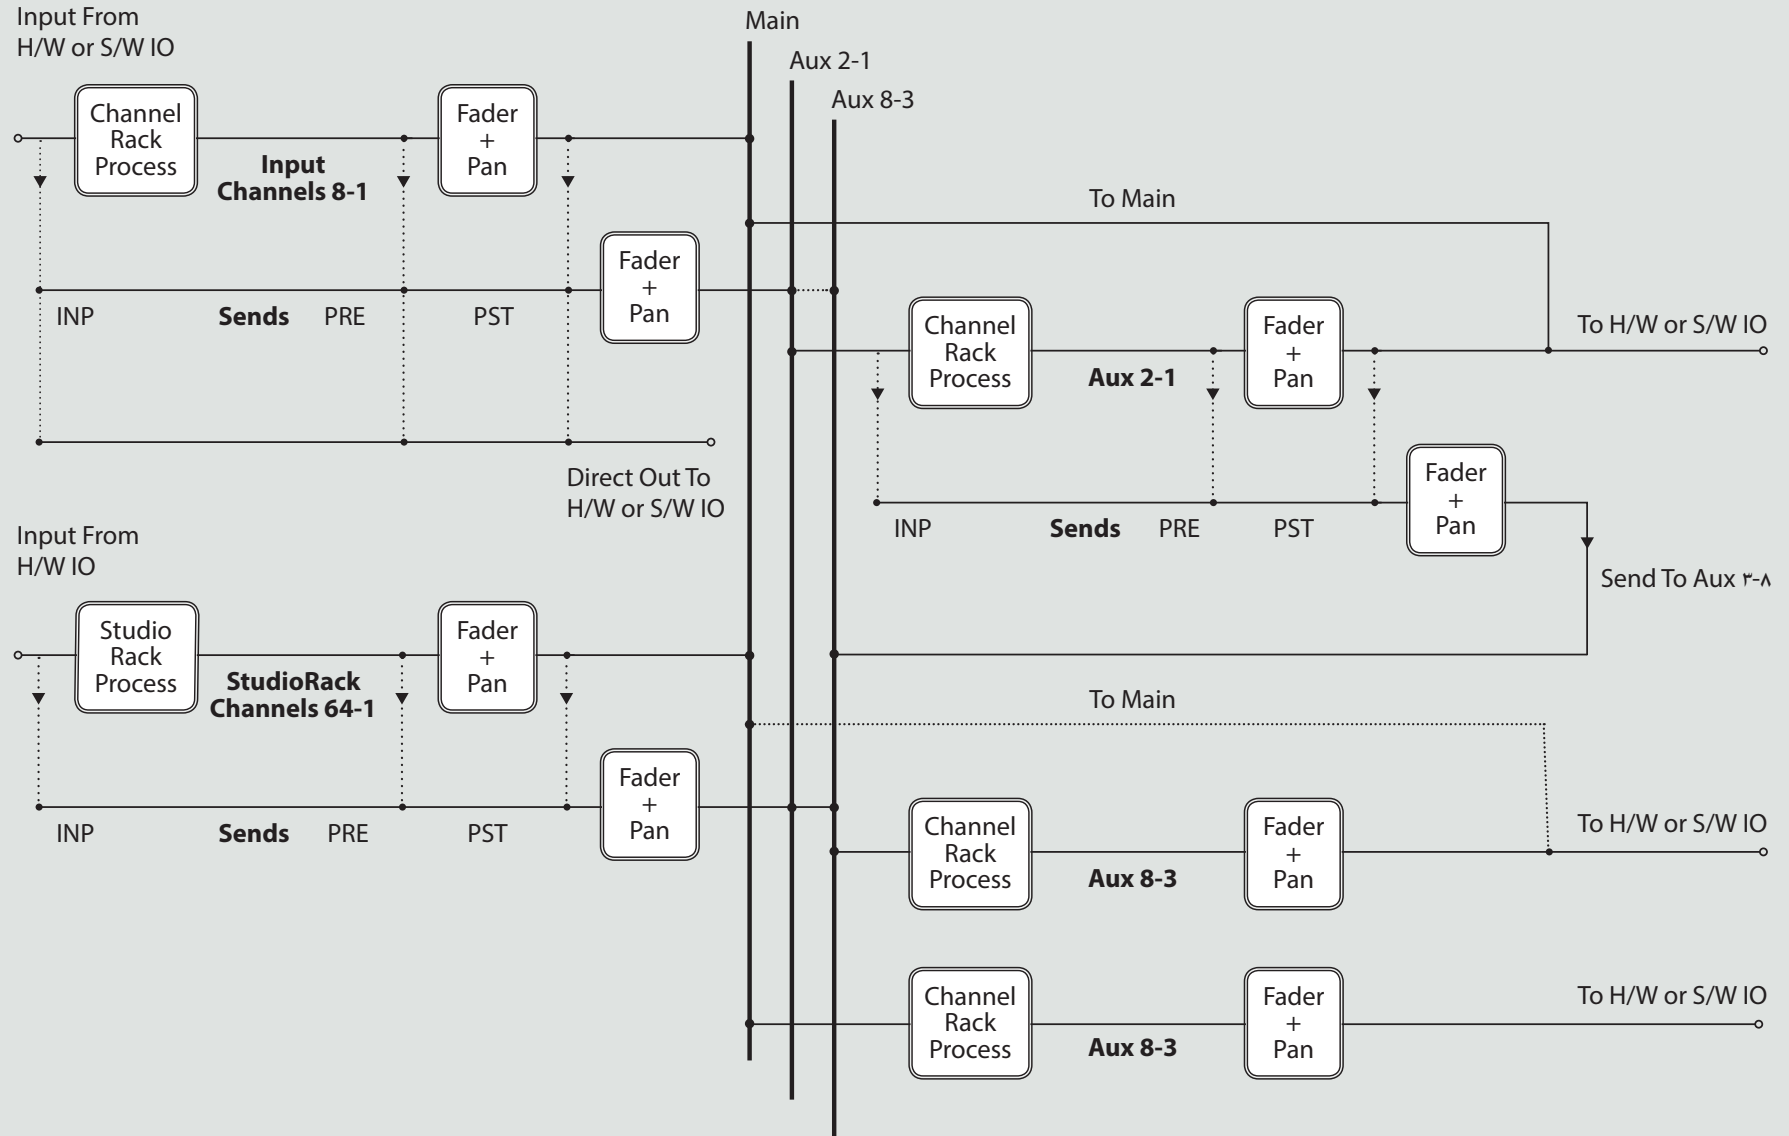 Input From
H/W or S/W IO
Main
Aux 2-1
Aux 8-3
Channel
Rack
Process
Input
Channels 8-1
Fader
+
Pan
Fader
+
Pan
INP
Sends
PRE
PST
Direct Out To
H/W or S/W IO
Input From
H/W IO
Studio
Rack
Process
StudioRack
Channels 64-1
Fader
+
Pan
Fader
+
Pan
INP
Sends
PRE
PST
To Main
Channel
Rack
Process
Aux 2-1
Fader
+
Pan
To H/W or S/W IO
Fader
+
Pan
INP
Sends
PRE
PST
Send To Aux ۳-۸
To Main
Channel
Rack
Process
Aux 8-3
Fader
+
Pan
To H/W or S/W IO
Channel
Rack
Process
Aux 8-3
Fader
+
Pan
To H/W or S/W IO